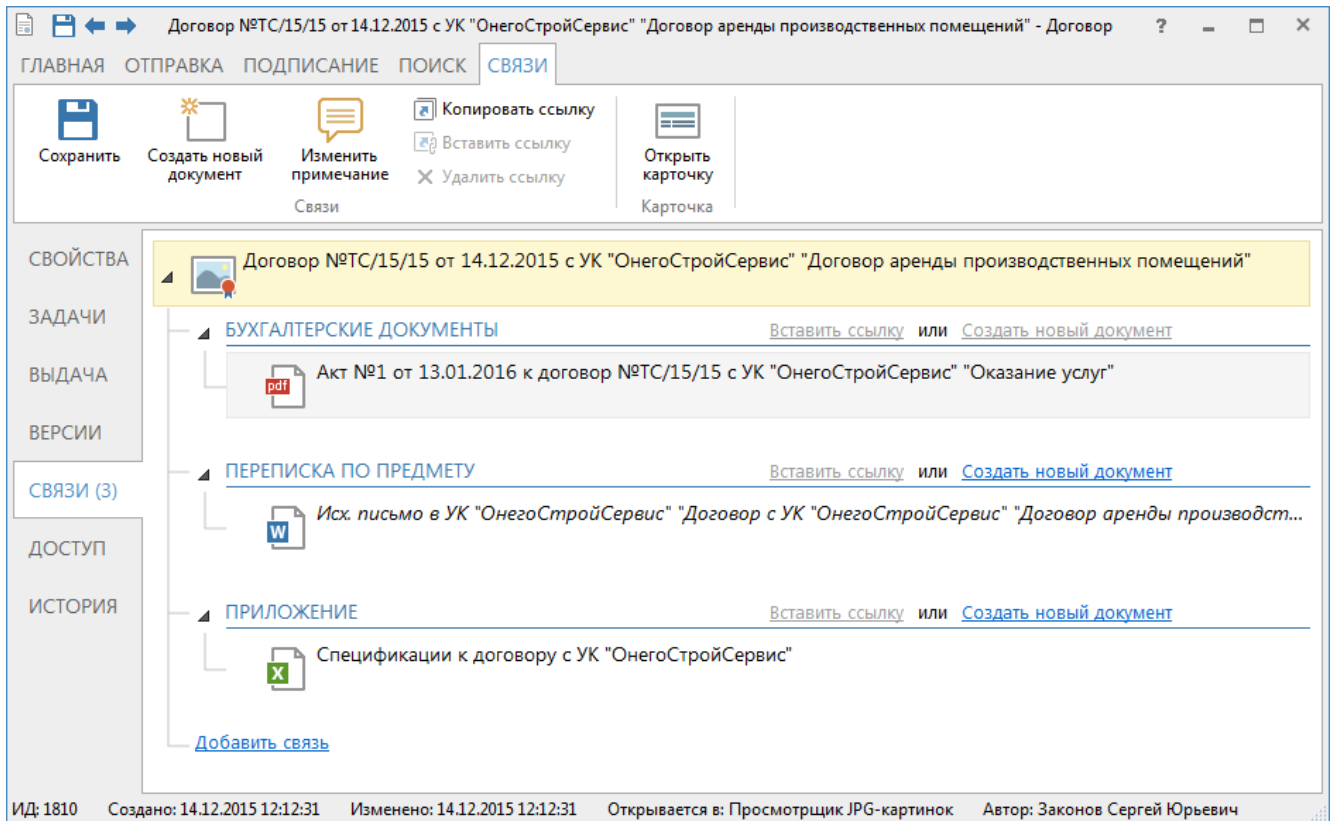 Договор №ТС/15/15 от 14.12.2015 с УК "ОнегоСтройСервис" "Договор аренды производственных помещений" - Договор ?
ГЛАВНАЯ ОТПРАВКА ПОДПИСАНИЕ ПОИСК СВЯЗИ
Сохранить
Создать новый документ
Изменить примечание
Копировать ссылку
Вставить ссылку
Удалить ссылку
Связи
Открыть карточку
Карточка
СВОЙСТВА
ЗАДАЧИ
ВЫДАЧА
ВЕРСИИ
СВЯЗИ (3)
ДОСТУП
ИСТОРИЯ
Договор №ТС/15/15 от 14.12.2015 с УК "ОнегоСтройСервис" "Договор аренды производственных помещений"
БУХГАЛТЕРСКИЕ ДОКУМЕНТЫ Вставить ссылку или Создать новый документ
pdf Акт №1 от 13.01.2016 к договор №ТС/15/15 с УК "ОнегоСтройСервис" "Оказание услуг"
ПЕРЕПИСКА ПО ПРЕДМЕТУ Вставить ссылку или Создать новый документ
W Исх. письмо в УК "ОнегоСтройСервис" "Договор с УК "ОнегоСтройСервис" "Договор аренды производст...
ПРИЛОЖЕНИЕ Вставить ссылку или Создать новый документ
X Спецификации к договору с УК "ОнегоСтройСервис"
Добавить связь
ИД: 1810 Создано: 14.12.2015 12:12:31 Изменено: 14.12.2015 12:12:31 Открывается в: Просмотрщик JPG-картинок Автор: Законов Сергей Юрьевич